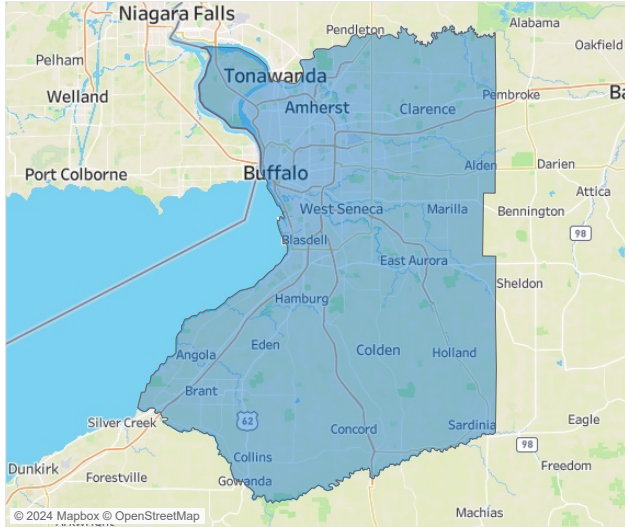 Niagara Falls
Pendleton
Alabama
Oakfield
Pelham
Tonawanda
Welland
Amherst
Clarence
Pembroke
Ba
Port Colborne
Buffalo
Alden
Darien
Attica
West Seneca
Marilla
Bennington
98
Blasdell
East Aurora
Sheldon
Hamburg
Angola
Eden
Colden
Holland
Brant
Silver Creek
62
Concord
Sardinia
Eagle
98
Dunkirk
Collins
Freedom
Forestville
Gowanda
Machias
© 2024 Mapbox © OpenStreetMap